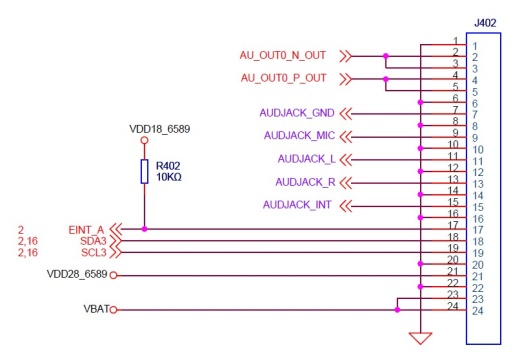 J402
1 1
AU_OUT0_N_OUT 2 2
3 3
AU_OUT0_P_OUT 4 4
5 5
6 6
AUDJACK_GND 7 7
8 8
AUDJACK_MIC 9 9
10 10
AUDJACK_L 11 11
12 12
AUDJACK_R 13 13
14 14
AUDJACK_INT 15 15
16 16
VDD18_6589
R402
10KΩ
2 EINT_A 17 17
2,16 SDA3 18 18
2,16 SCL3 19 19
20 20
VDD28_6589 21 21
22 22
23 23
VBAT 24 24